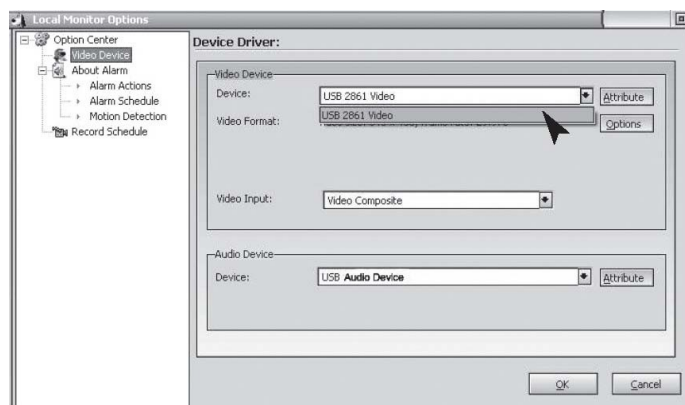 Local Monitor Options
Option Center
Video Device
About Alarm
Alarm Actions
Alarm Schedule
Motion Detection
Record Schedule
Device Driver:
Video Device
Device:
USB 2861 Video
Attribute
USB 2861 Video
Video Format:
Options
Video Input:
Video Composite
Audio Device
Device:
USB Audio Device
Attribute
OK
Cancel